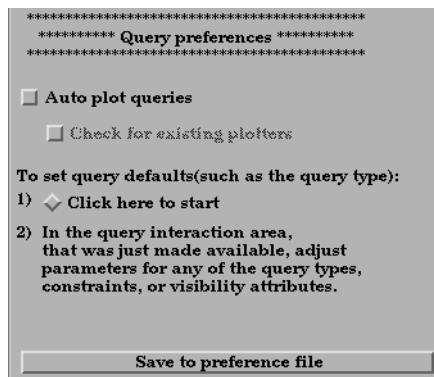 ********************************************
********** Query preferences **********
********************************************
Auto plot queries
Check for existing plotters
To set query defaults(such as the query type):
1) Click here to start
2) In the query interaction area,
that was just made available, adjust
parameters for any of the query types,
constraints, or visibility attributes.
Save to preference file